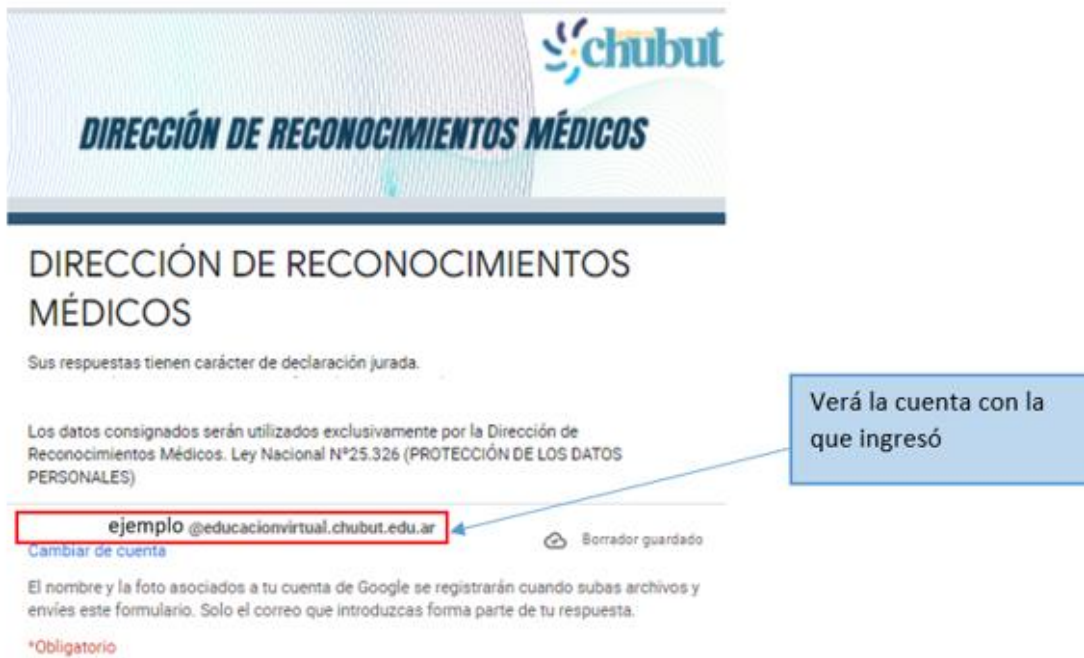 chubut
DIRECCIÓN DE RECONOCIMIENTOS MÉDICOS
DIRECCIÓN DE RECONOCIMIENTOS
MÉDICOS
Sus respuestas tienen carácter de declaración jurada.
Los datos consignados serán utilizados exclusivamente por la Dirección de
Reconocimientos Médicos. Ley Nacional Nº25.326 (PROTECCIÓN DE LOS DATOS
PERSONALES)
Verá la cuenta con la
que ingresó
ejemplo @educacionvirtual.chubut.edu.ar
Cambiar de cuenta
Borrador guardado
El nombre y la foto asociados a tu cuenta de Google se registrarán cuando subas archivos y
envíes este formulario. Solo el correo que introduzcas forma parte de tu respuesta.
*Obligatorio